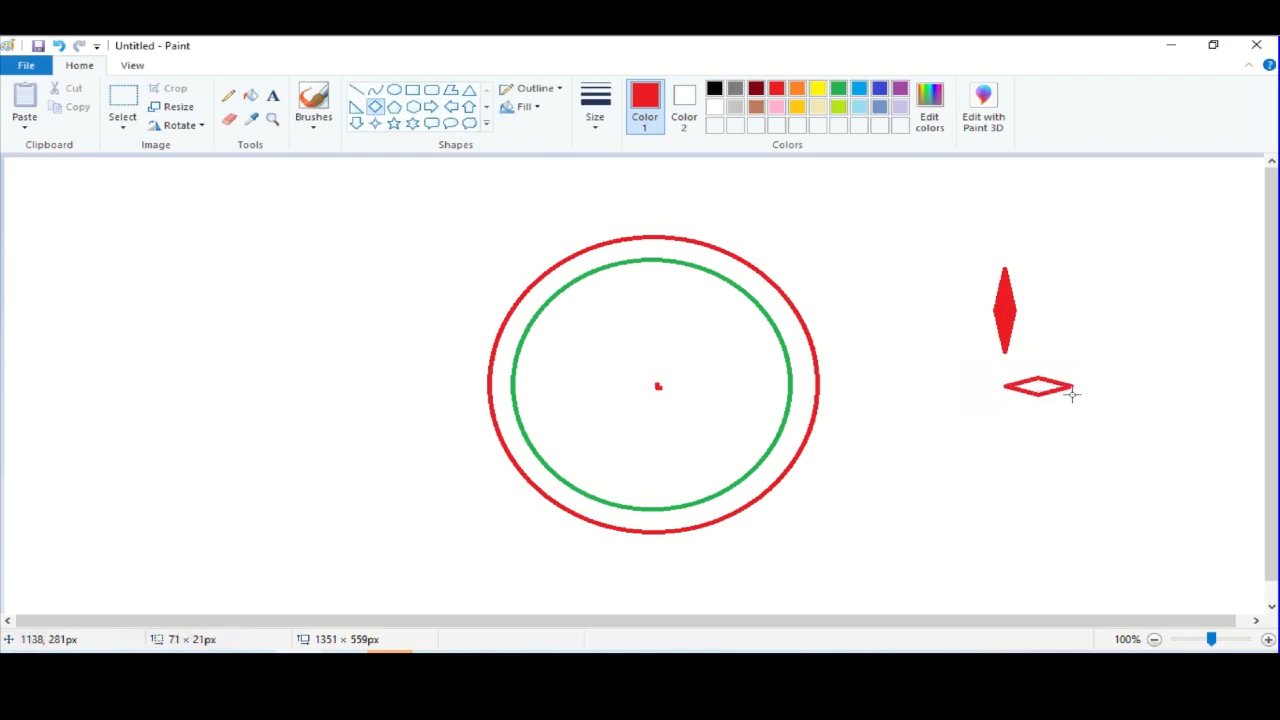 Untitled - Paint
File Home View
Paste Cut Copy
Clipboard
Select Crop Resize Rotate
Image
A
Tools
Brushes
Outline Fill
Shapes
Size
Color 1
Color 2
Edit colors
Colors
Edit with Paint 3D
1138, 281px 71 × 21px 1351 × 559px 100%